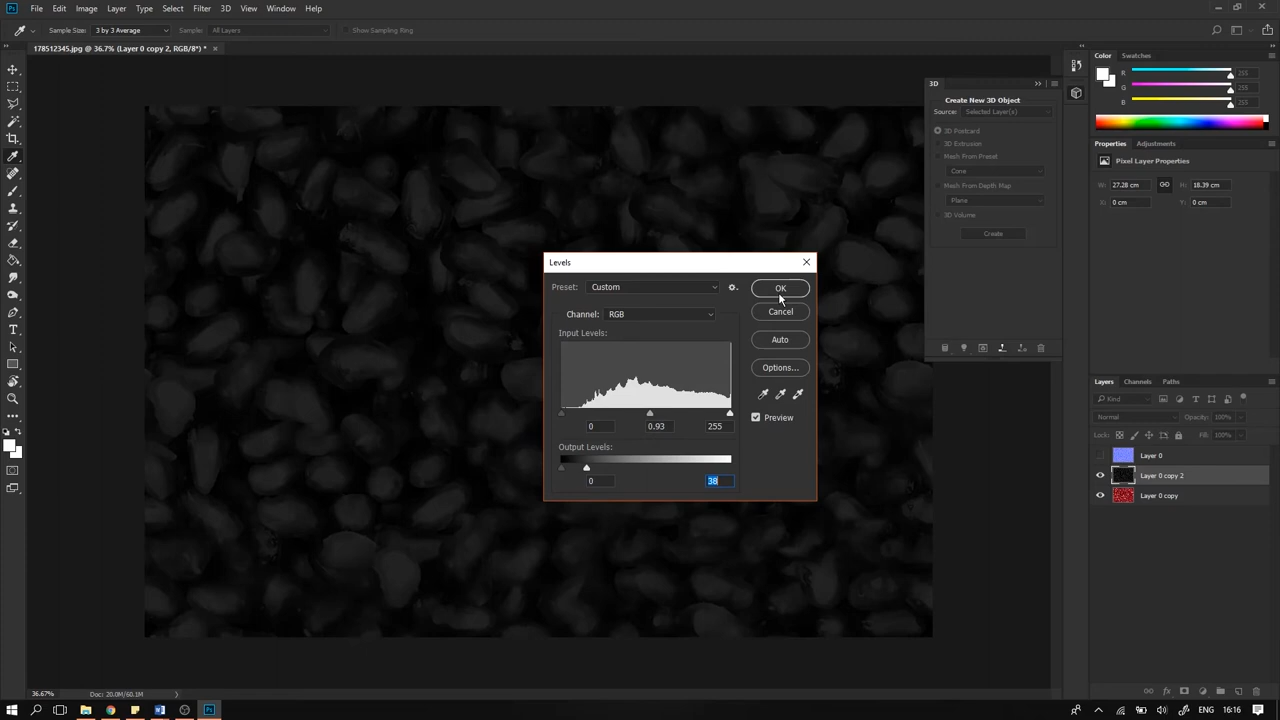 Ps File Edit Image Layer Type Select Filter 3D View Window Help
Sample Size: 3 by 3 Average Sample: All Layers Show Sampling Ring
178512345.jpg @ 36.7% (Layer 0 copy 2, RGB/8*) *
Color Swatches
R 255
G 255
B 255
3D
Create New 3D Object
Source: Selected Layer(s)
3D Postcard
3D Extrusion
Mesh From Preset
Cone
Mesh From Depth Map
Plane
3D Volume
Create
Properties Adjustments
Pixel Layer Properties
W: 27.28 cm H: 18.39 cm
X: 0 cm Y: 0 cm
Levels
Preset: Custom
OK
Channel: RGB
Cancel
Input Levels:
Auto
Options...
Preview
0 0.93 255
Output Levels:
0 38
Layers Channels Paths
Kind
Normal Opacity: 100%
Lock: Fill: 100%
Layer 0
Layer 0 copy 2
Layer 0 copy
36.67% Doc: 20.0M/60.1M
ENG 16:16